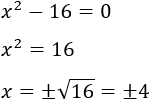 x² − 16 = 0
x² = 16
x = ±√16 = ±4